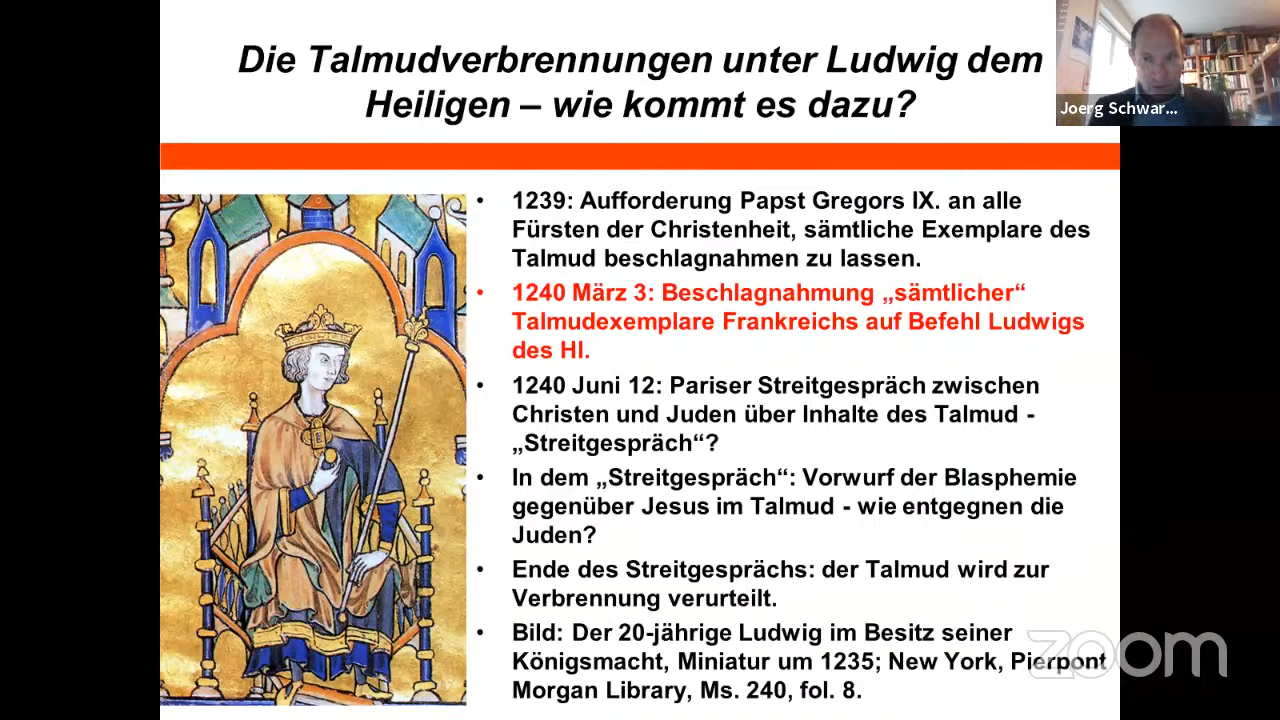 Die Talmudverbrennungen unter Ludwig dem
Heiligen – wie kommt es dazu?
Joerg Schwar...
• 1239: Aufforderung Papst Gregors IX. an alle
Fürsten der Christenheit, sämtliche Exemplare des
Talmud beschlagnahmen zu lassen.
• 1240 März 3: Beschlagnahmung „sämtlicher“
Talmudexemplare Frankreichs auf Befehl Ludwigs
des Hl.
• 1240 Juni 12: Pariser Streitgespräch zwischen
Christen und Juden über Inhalte des Talmud -
„Streitgespräch“?
• In dem „Streitgespräch“: Vorwurf der Blasphemie
gegenüber Jesus im Talmud - wie entgegnen die
Juden?
• Ende des Streitgesprächs: der Talmud wird zur
Verbrennung verurteilt.
• Bild: Der 20-jährige Ludwig im Besitz seiner
Königsmacht, Miniatur um 1235; New York, Pierpont
Morgan Library, Ms. 240, fol. 8.
zoom